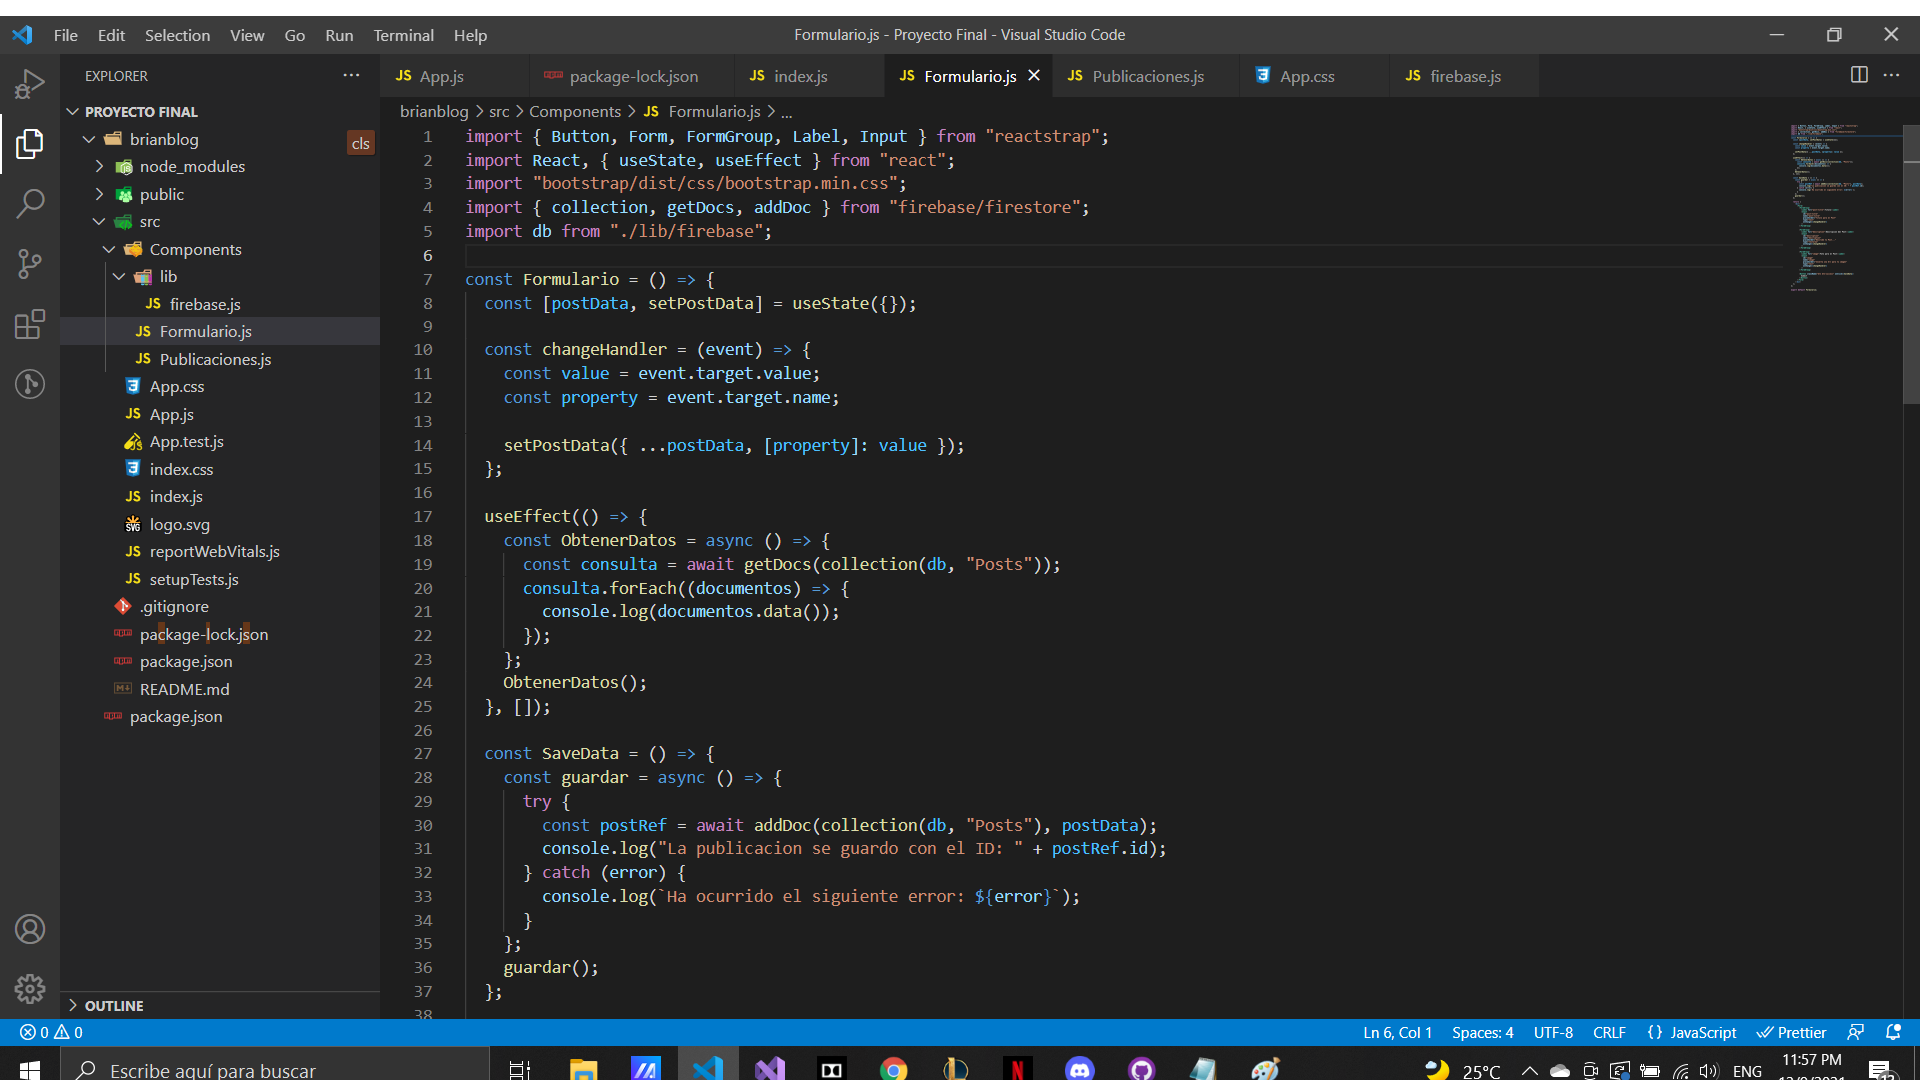 File Edit Selection View Go Run Terminal Help
Formulario.js - Proyecto Final - Visual Studio Code
EXPLORER
PROYECTO FINAL
brianblog
cls
node_modules
public
src
Components
lib
JS firebase.js
JS Formulario.js
JS Publicaciones.js
App.css
JS App.js
App.test.js
index.css
JS index.js
logo.svg
JS reportWebVitals.js
JS setupTests.js
.gitignore
package-lock.json
package.json
README.md
package.json
OUTLINE
JS App.js
package-lock.json
JS index.js
JS Formulario.js
JS Publicaciones.js
App.css
JS firebase.js
brianblog > src > Components > JS Formulario.js > ...
1 import { Button, Form, FormGroup, Label, Input } from "reactstrap";
2 import React, { useState, useEffect } from "react";
3 import "bootstrap/dist/css/bootstrap.min.css";
4 import { collection, getDocs, addDoc } from "firebase/firestore";
5 import db from "./lib/firebase";
6
7 const Formulario = () => {
8 const [postData, setPostData] = useState({});
9
10 const changeHandler = (event) => {
11 const value = event.target.value;
12 const property = event.target.name;
13
14 setPostData({ ...postData, [property]: value });
15 };
16
17 useEffect(() => {
18 const ObtenerDatos = async () => {
19 const consulta = await getDocs(collection(db, "Posts"));
20 consulta.forEach((documentos) => {
21 console.log(documentos.data());
22 });
23 };
24 ObtenerDatos();
25 }, []);
26
27 const SaveData = () => {
28 const guardar = async () => {
29 try {
30 const postRef = await addDoc(collection(db, "Posts"), postData);
31 console.log("La publicacion se guardo con el ID: " + postRef.id);
32 } catch (error) {
33 console.log(`Ha ocurrido el siguiente error: ${error}`);
34 }
35 };
36 guardar();
37 };
38
0 0
Ln 6, Col 1 Spaces: 4 UTF-8 CRLF {} JavaScript Prettier
Escribe aquí para buscar
25°C
ENG
11:57 PM